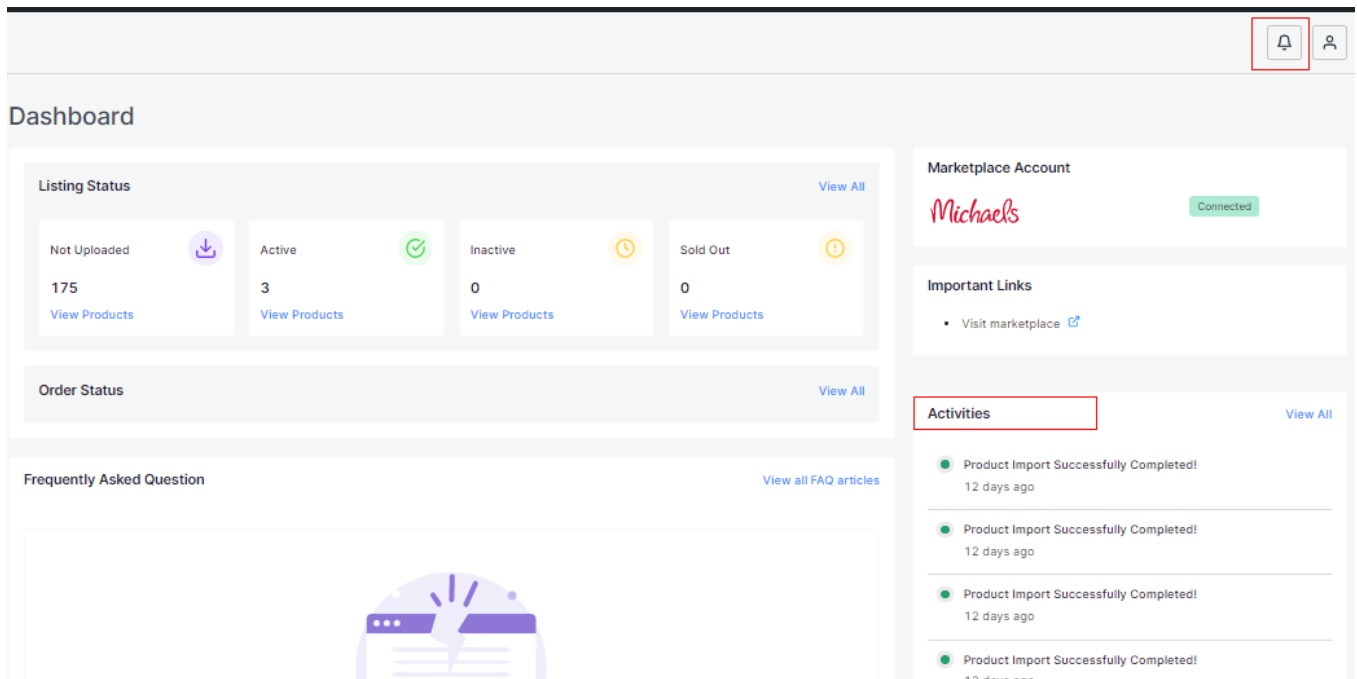 Dashboard
Listing Status
View All
Not Uploaded
175
View Products
Active
3
View Products
Inactive
0
View Products
Sold Out
0
View Products
Order Status
View All
Frequently Asked Question
View all FAQ articles
Marketplace Account
Michaels
Connected
Important Links
Visit marketplace
Activities
View All
Product Import Successfully Completed!
12 days ago
Product Import Successfully Completed!
12 days ago
Product Import Successfully Completed!
12 days ago
Product Import Successfully Completed!
12 days ago